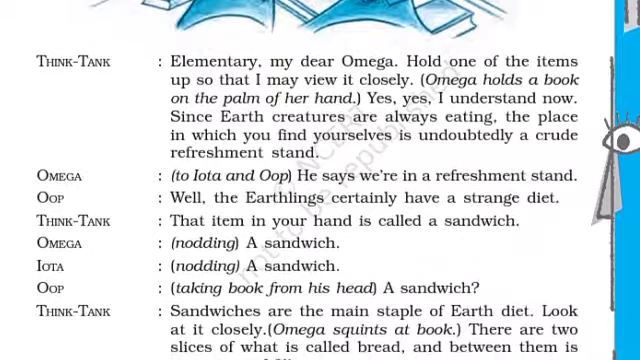 THINK-TANK : Elementary, my dear Omega. Hold one of the items
up so that I may view it closely. (Omega holds a book
on the palm of her hand.) Yes, yes, I understand now.
Since Earth creatures are always eating, the place
in which you find yourselves is undoubtedly a crude
refreshment stand.
OMEGA : (to Iota and Oop) He says we're in a refreshment stand.
OOP : Well, the Earthlings certainly have a strange diet.
THINK-TANK : That item in your hand is called a sandwich.
OMEGA : (nodding) A sandwich.
IOTA : (nodding) A sandwich.
OOP : (taking book from his head) A sandwich?
THINK-TANK : Sandwiches are the main staple of Earth diet. Look
at it closely.(Omega squints at book.) There are two
slices of what is called bread, and between them is
© NCERT
not to be republished